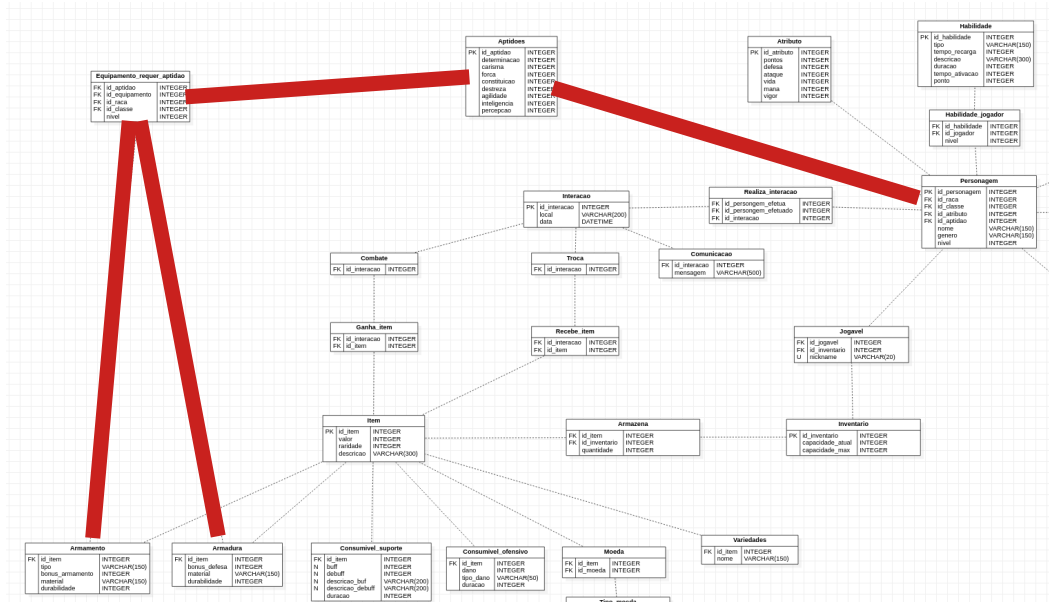 Habilidade
PK id_habilidade INTEGER
tipo VARCHAR(150)
tempo_recarga INTEGER
descricao VARCHAR(300)
duracao INTEGER
tempo_ativacao INTEGER
ponto INTEGER
Aptidoes
PK id_aptidao INTEGER
determinacao INTEGER
carisma INTEGER
forca INTEGER
constituicao INTEGER
destreza INTEGER
agilidade INTEGER
inteligencia INTEGER
percepcao INTEGER
Atributo
PK id_atributo INTEGER
pontos INTEGER
defesa INTEGER
ataque INTEGER
vida INTEGER
mana INTEGER
vigor INTEGER
Equipamento_requer_aptidao
FK id_aptidao INTEGER
FK id_equipamento INTEGER
FK id_raca INTEGER
FK id_classe INTEGER
nivel INTEGER
Habilidade_jogador
FK id_habilidade INTEGER
FK id_jogador INTEGER
nivel INTEGER
Personagem
PK id_personagem INTEGER
FK id_raca INTEGER
FK id_classe INTEGER
FK id_atributo INTEGER
FK id_aptidao INTEGER
nome VARCHAR(150)
genero VARCHAR(150)
nivel INTEGER
Interacao
PK id_interacao INTEGER
local VARCHAR(200)
data DATETIME
Realiza_interacao
FK id_persongem_efetua INTEGER
FK id_persongem_efetuado INTEGER
FK id_interacao INTEGER
Combate
FK id_interacao INTEGER
Troca
FK id_interacao INTEGER
Comunicacao
FK id_interacao INTEGER
mensagem VARCHAR(500)
Ganha_item
FK id_interacao INTEGER
FK id_item INTEGER
Recebe_item
FK id_interacao INTEGER
FK id_item INTEGER
Jogavel
FK id_jogavel INTEGER
FK id_inventario INTEGER
U nickname VARCHAR(20)
Item
PK id_item INTEGER
valor INTEGER
raridade INTEGER
descricao VARCHAR(300)
Armazena
FK id_item INTEGER
FK id_inventario INTEGER
quantidade INTEGER
Inventario
PK id_inventario INTEGER
capacidade_atual INTEGER
capacidade_max INTEGER
Armamento
FK id_item INTEGER
tipo VARCHAR(150)
bonus_armamento INTEGER
material VARCHAR(150)
durabilidade INTEGER
Armadura
FK id_item INTEGER
bonus_defesa INTEGER
material VARCHAR(150)
durabilidade INTEGER
Consumivel_suporte
FK id_item INTEGER
N buff INTEGER
N debuff INTEGER
N descricao_buf VARCHAR(200)
N descricao_debuff VARCHAR(200)
duracao INTEGER
Consumivel_ofensivo
FK id_item INTEGER
dano INTEGER
tipo_dano VARCHAR(50)
duracao INTEGER
Moeda
FK id_item INTEGER
FK id_moeda INTEGER
Variedades
FK id_item INTEGER
nome VARCHAR(150)
Tipo_moeda